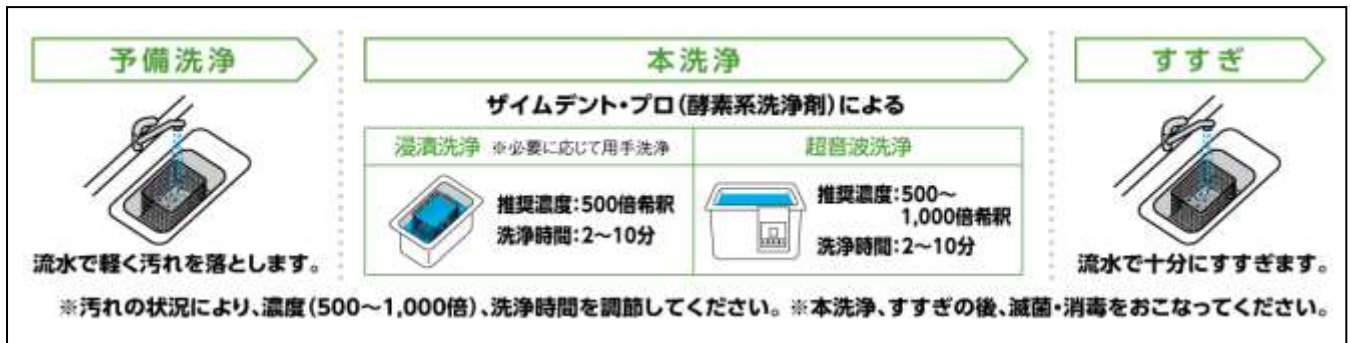 予備洗浄
流水で軽く汚れを落とします。
本洗浄
ザイムデント・プロ(酵素系洗浄剤)による
浸漬洗浄 ※必要に応じて用手洗浄
推奨濃度:500倍希釈
洗浄時間:2〜10分
超音波洗浄
推奨濃度:500〜
1,000倍希釈
洗浄時間:2〜10分
すすぎ
流水で十分にすすぎます。
※汚れの状況により、濃度(500〜1,000倍)、洗浄時間を調節してください。※本洗浄、すすぎの後、滅菌・消毒をおこなってください。